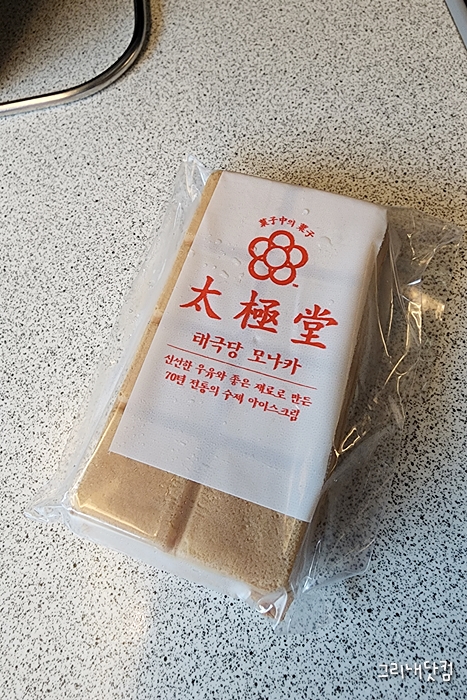 菓子中의 菓子
太極堂
태극당 모나카
신선한 우유와 좋은 재료로 만든
70년 전통의 수제 아이스크림
그리내닷컴